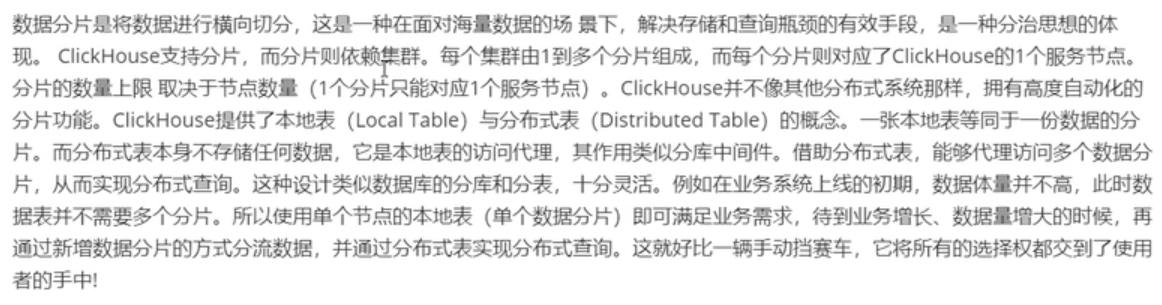 数据分片是将数据进行横向切分，这是一种在面对海量数据的场 景下，解决存储和查询瓶颈的有效手段，是一种分治思想的体
现。 ClickHouse支持分片，而分片则依赖集群。每个集群由1到多个分片组成，而每个分片则对应了ClickHouse的1个服务节点。
分片的数量上限 取决于节点数量（1个分片只能对应1个服务节点）。ClickHouse并不像其他分布式系统那样，拥有高度自动化的
分片功能。ClickHouse提供了本地表（Local Table）与分布式表（Distributed Table）的概念。一张本地表等同于一份数据的分
片。而分布式表本身不存储任何数据，它是本地表的访问代理，其作用类似分库中间件。借助分布式表，能够代理访问多个数据分
片，从而实现分布式查询。这种设计类似数据库的分库和分表，十分灵活。例如在业务系统上线的初期，数据体量并不高，此时数
据表并不需要多个分片。所以使用单个节点的本地表（单个数据分片）即可满足业务需求，待到业务增长、数据量增大的时候，再
通过新增数据分片的方式分流数据，并通过分布式表实现分布式查询。这就好比一辆手动挡赛车，它将所有的选择权都交到了使用
者的手中!